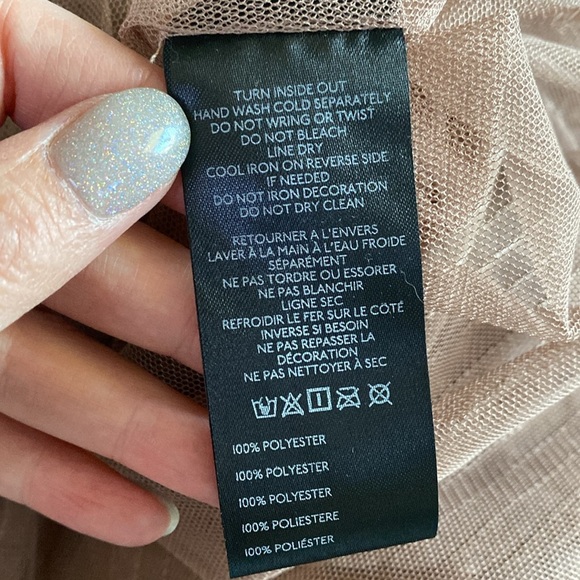 TURN INSIDE OUT
HAND WASH COLD SEPARATELY
DO NOT WRING OR TWIST
DO NOT BLEACH
LINE DRY
COOL IRON ON REVERSE SIDE
IF NEEDED
DO NOT IRON DECORATION
DO NOT DRY CLEAN
RETOURNER A L'ENVERS
LAVER À LA MAIN À L'EAU FROIDE
SÉPARÉMENT
NE PAS TORDRE OU ESSORER
NE PAS BLANCHIR
LIGNE SEC
REFROIDIR LE FER SUR LE CÔTÉ
INVERSE SI BESOIN
NE PAS REPASSER LA
DÉCORATION
NE PAS NETTOYER À SEC
100% POLYESTER
100% POLYESTER
100% POLYESTER
100% POLIESTERE
100% POLIÉSTER